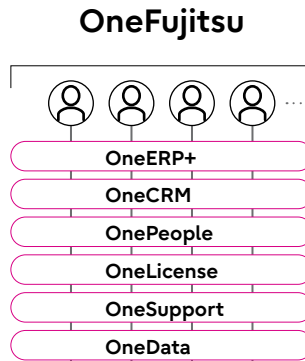 OneFujitsu
OneERP+
OneCRM
OnePeople
OneLicense
OneSupport
OneData